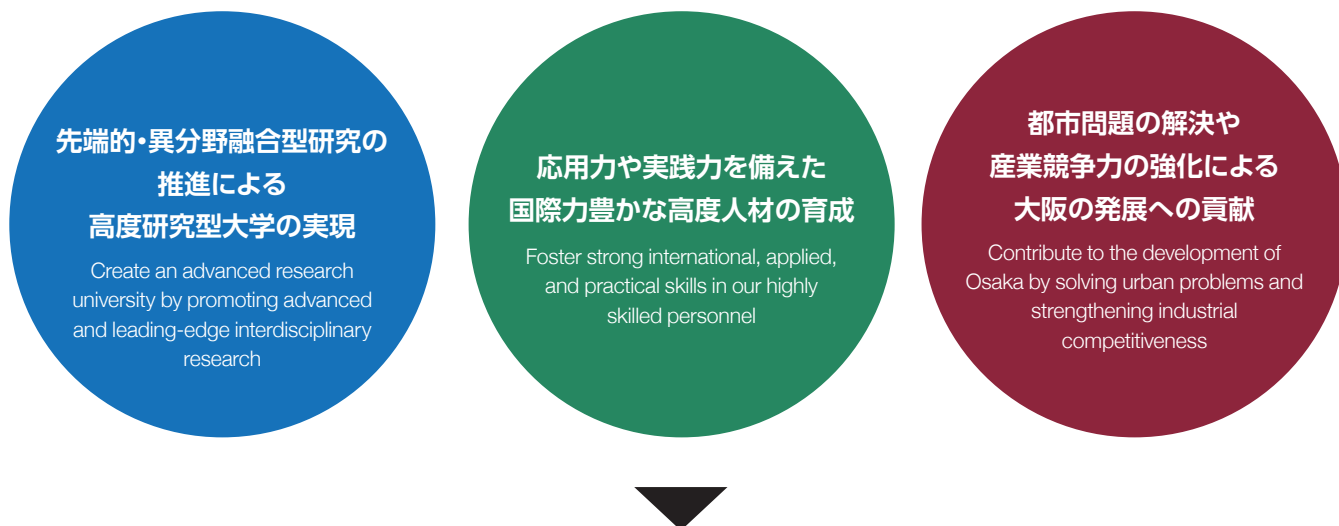 先端的・異分野融合型研究の
推進による
高度研究型大学の実現
Create an advanced research
university by promoting advanced
and leading-edge interdisciplinary
research
応用力や実践力を備えた
国際力豊かな高度人材の育成
Foster strong international, applied,
and practical skills in our highly
skilled personnel
都市問題の解決や
産業競争力の強化による
大阪の発展への貢献
Contribute to the development of
Osaka by solving urban problems and
strengthening industrial
competitiveness